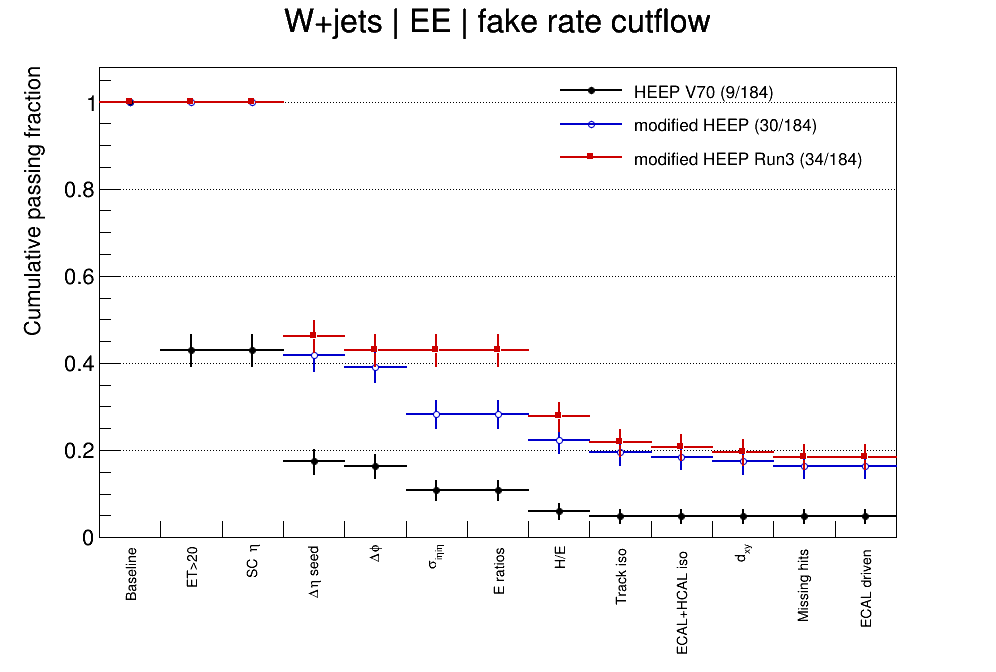 W+jets | EE | fake rate cutflow
Cumulative passing fraction
1
0.8
0.6
0.4
0.2
0
HEEP V70 (9/184)
modified HEEP (30/184)
modified HEEP Run3 (34/184)
Baseline
ET>20
SC η
Δη seed
Δϕ
σiηiη
E ratios
H/E
Track iso
ECAL+HCAL iso
dxy
Missing hits
ECAL driven